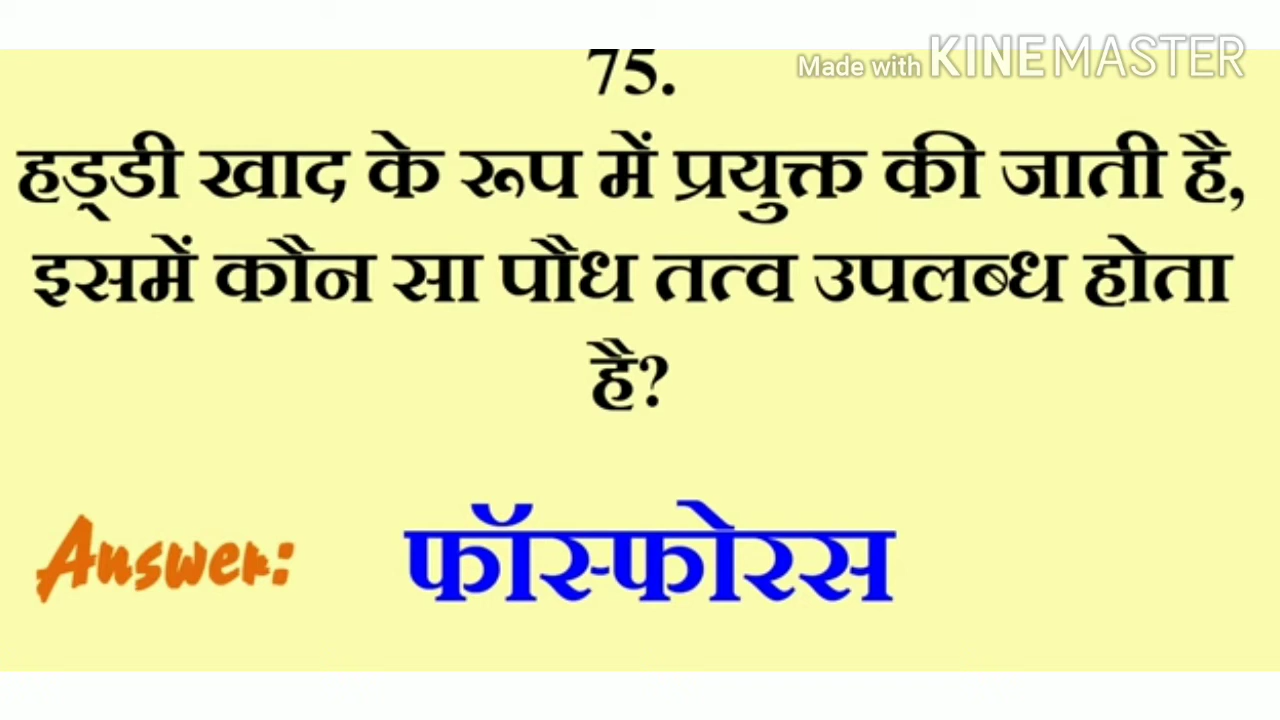 Made with KINEMASTER
75.
हड्डी खाद के रूप में प्रयुक्त की जाती है,
इसमें कौन सा पौध तत्व उपलब्ध होता
है?
Answer: फॉस्फोरस